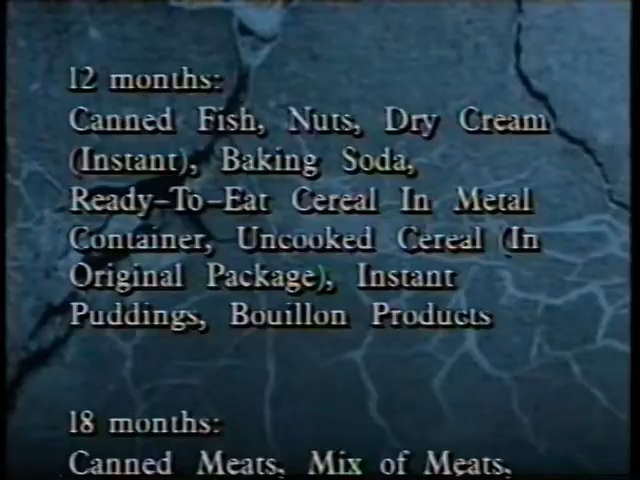 12 months:
Canned Fish, Nuts, Dry Cream
(Instant), Baking Soda,
Ready-To-Eat Cereal In Metal
Container, Uncooked Cereal (In
Original Package), Instant
Puddings, Bouillon Products
18 months:
Canned Meats, Mix of Meats,